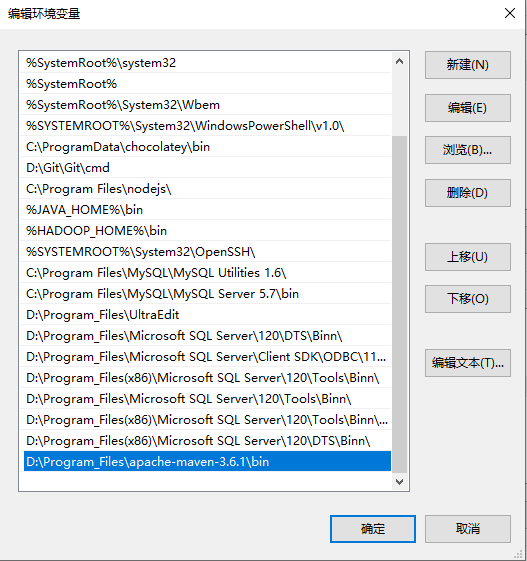 编辑环境变量
%SystemRoot%\system32
%SystemRoot%
%SystemRoot%\System32\Wbem
%SYSTEMROOT%\System32\WindowsPowerShell\v1.0\
C:\ProgramData\chocolatey\bin
D:\Git\Git\cmd
C:\Program Files\nodejs\
%JAVA_HOME%\bin
%HADOOP_HOME%\bin
%SYSTEMROOT%\System32\OpenSSH\
C:\Program Files\MySQL\MySQL Utilities 1.6\
C:\Program Files\MySQL\MySQL Server 5.7\bin
D:\Program_Files\UltraEdit
D:\Program_Files\Microsoft SQL Server\120\DTS\Binn\
D:\Program_Files\Microsoft SQL Server\Client SDK\ODBC\11...
D:\Program_Files(x86)\Microsoft SQL Server\120\Tools\Binn\
D:\Program_Files\Microsoft SQL Server\120\Tools\Binn\
D:\Program_Files(x86)\Microsoft SQL Server\120\Tools\Binn\...
D:\Program_Files(x86)\Microsoft SQL Server\120\DTS\Binn\
D:\Program_Files\apache-maven-3.6.1\bin
新建(N)
编辑(E)
浏览(B)...
删除(D)
上移(U)
下移(O)
编辑文本(T)...
确定
取消